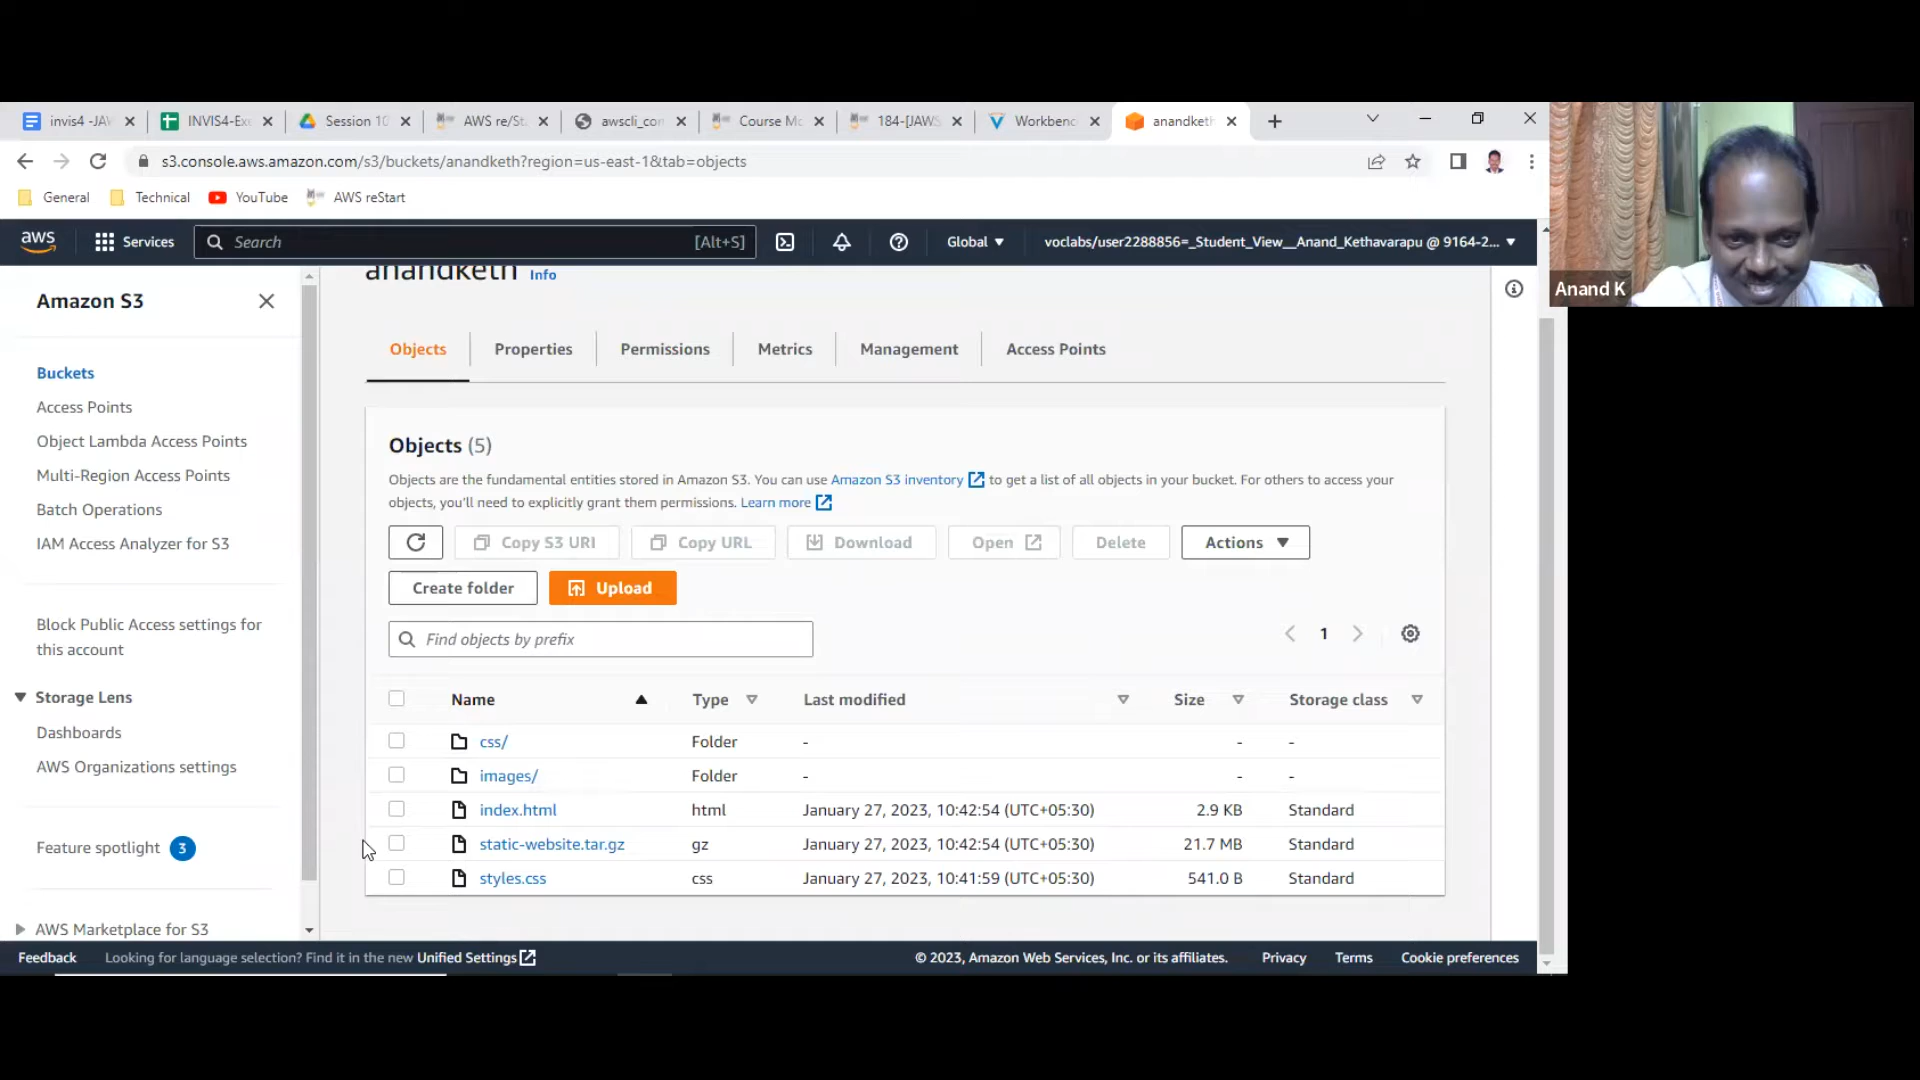 invis4 -JAV
INVIS4-Exe
Session 10
AWS re/St
awscli_con
Course Mo
184-[JAWS
Workbenc
anandketh
s3.console.aws.amazon.com/s3/buckets/anandketh?region=us-east-1&tab=objects
General
Technical
YouTube
AWS reStart
aws
Services
Search
[Alt+S]
Global
voclabs/user2288856=_Student_View__Anand_Kethavarapu @ 9164-2...
Anand K
Amazon S3
Buckets
Access Points
Object Lambda Access Points
Multi-Region Access Points
Batch Operations
IAM Access Analyzer for S3
Block Public Access settings for
this account
Storage Lens
Dashboards
AWS Organizations settings
Feature spotlight 3
AWS Marketplace for S3
anandketh Info
Objects
Properties
Permissions
Metrics
Management
Access Points
Objects (5)
Objects are the fundamental entities stored in Amazon S3. You can use Amazon S3 inventory to get a list of all objects in your bucket. For others to access your
objects, you'll need to explicitly grant them permissions. Learn more
Copy S3 URI
Copy URL
Download
Open
Delete
Actions
Create folder
Upload
Find objects by prefix
1
Name Type Last modified Size Storage class
css/ Folder - - -
images/ Folder - - -
index.html html January 27, 2023, 10:42:54 (UTC+05:30) 2.9 KB Standard
static-website.tar.gz gz January 27, 2023, 10:42:54 (UTC+05:30) 21.7 MB Standard
styles.css css January 27, 2023, 10:41:59 (UTC+05:30) 541.0 B Standard
Feedback
Looking for language selection? Find it in the new Unified Settings
© 2023, Amazon Web Services, Inc. or its affiliates.
Privacy
Terms
Cookie preferences